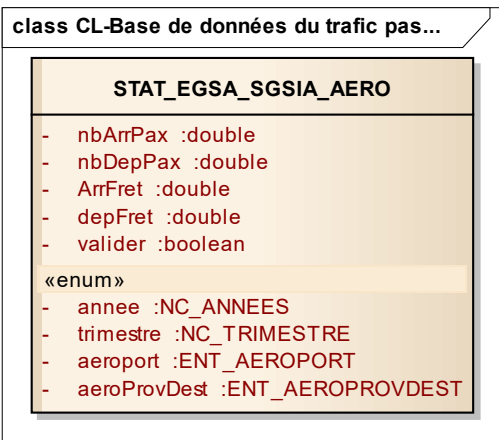 class CL-Base de données du trafic pas...
STAT_EGSA_SGSIA_AERO
- nbArrPax :double
- nbDepPax :double
- ArrFret :double
- depFret :double
- valider :boolean
«enum»
- annee :NC_ANNEES
- trimestre :NC_TRIMESTRE
- aeroport :ENT_AEROPORT
- aeroProvDest :ENT_AEROPROVDEST